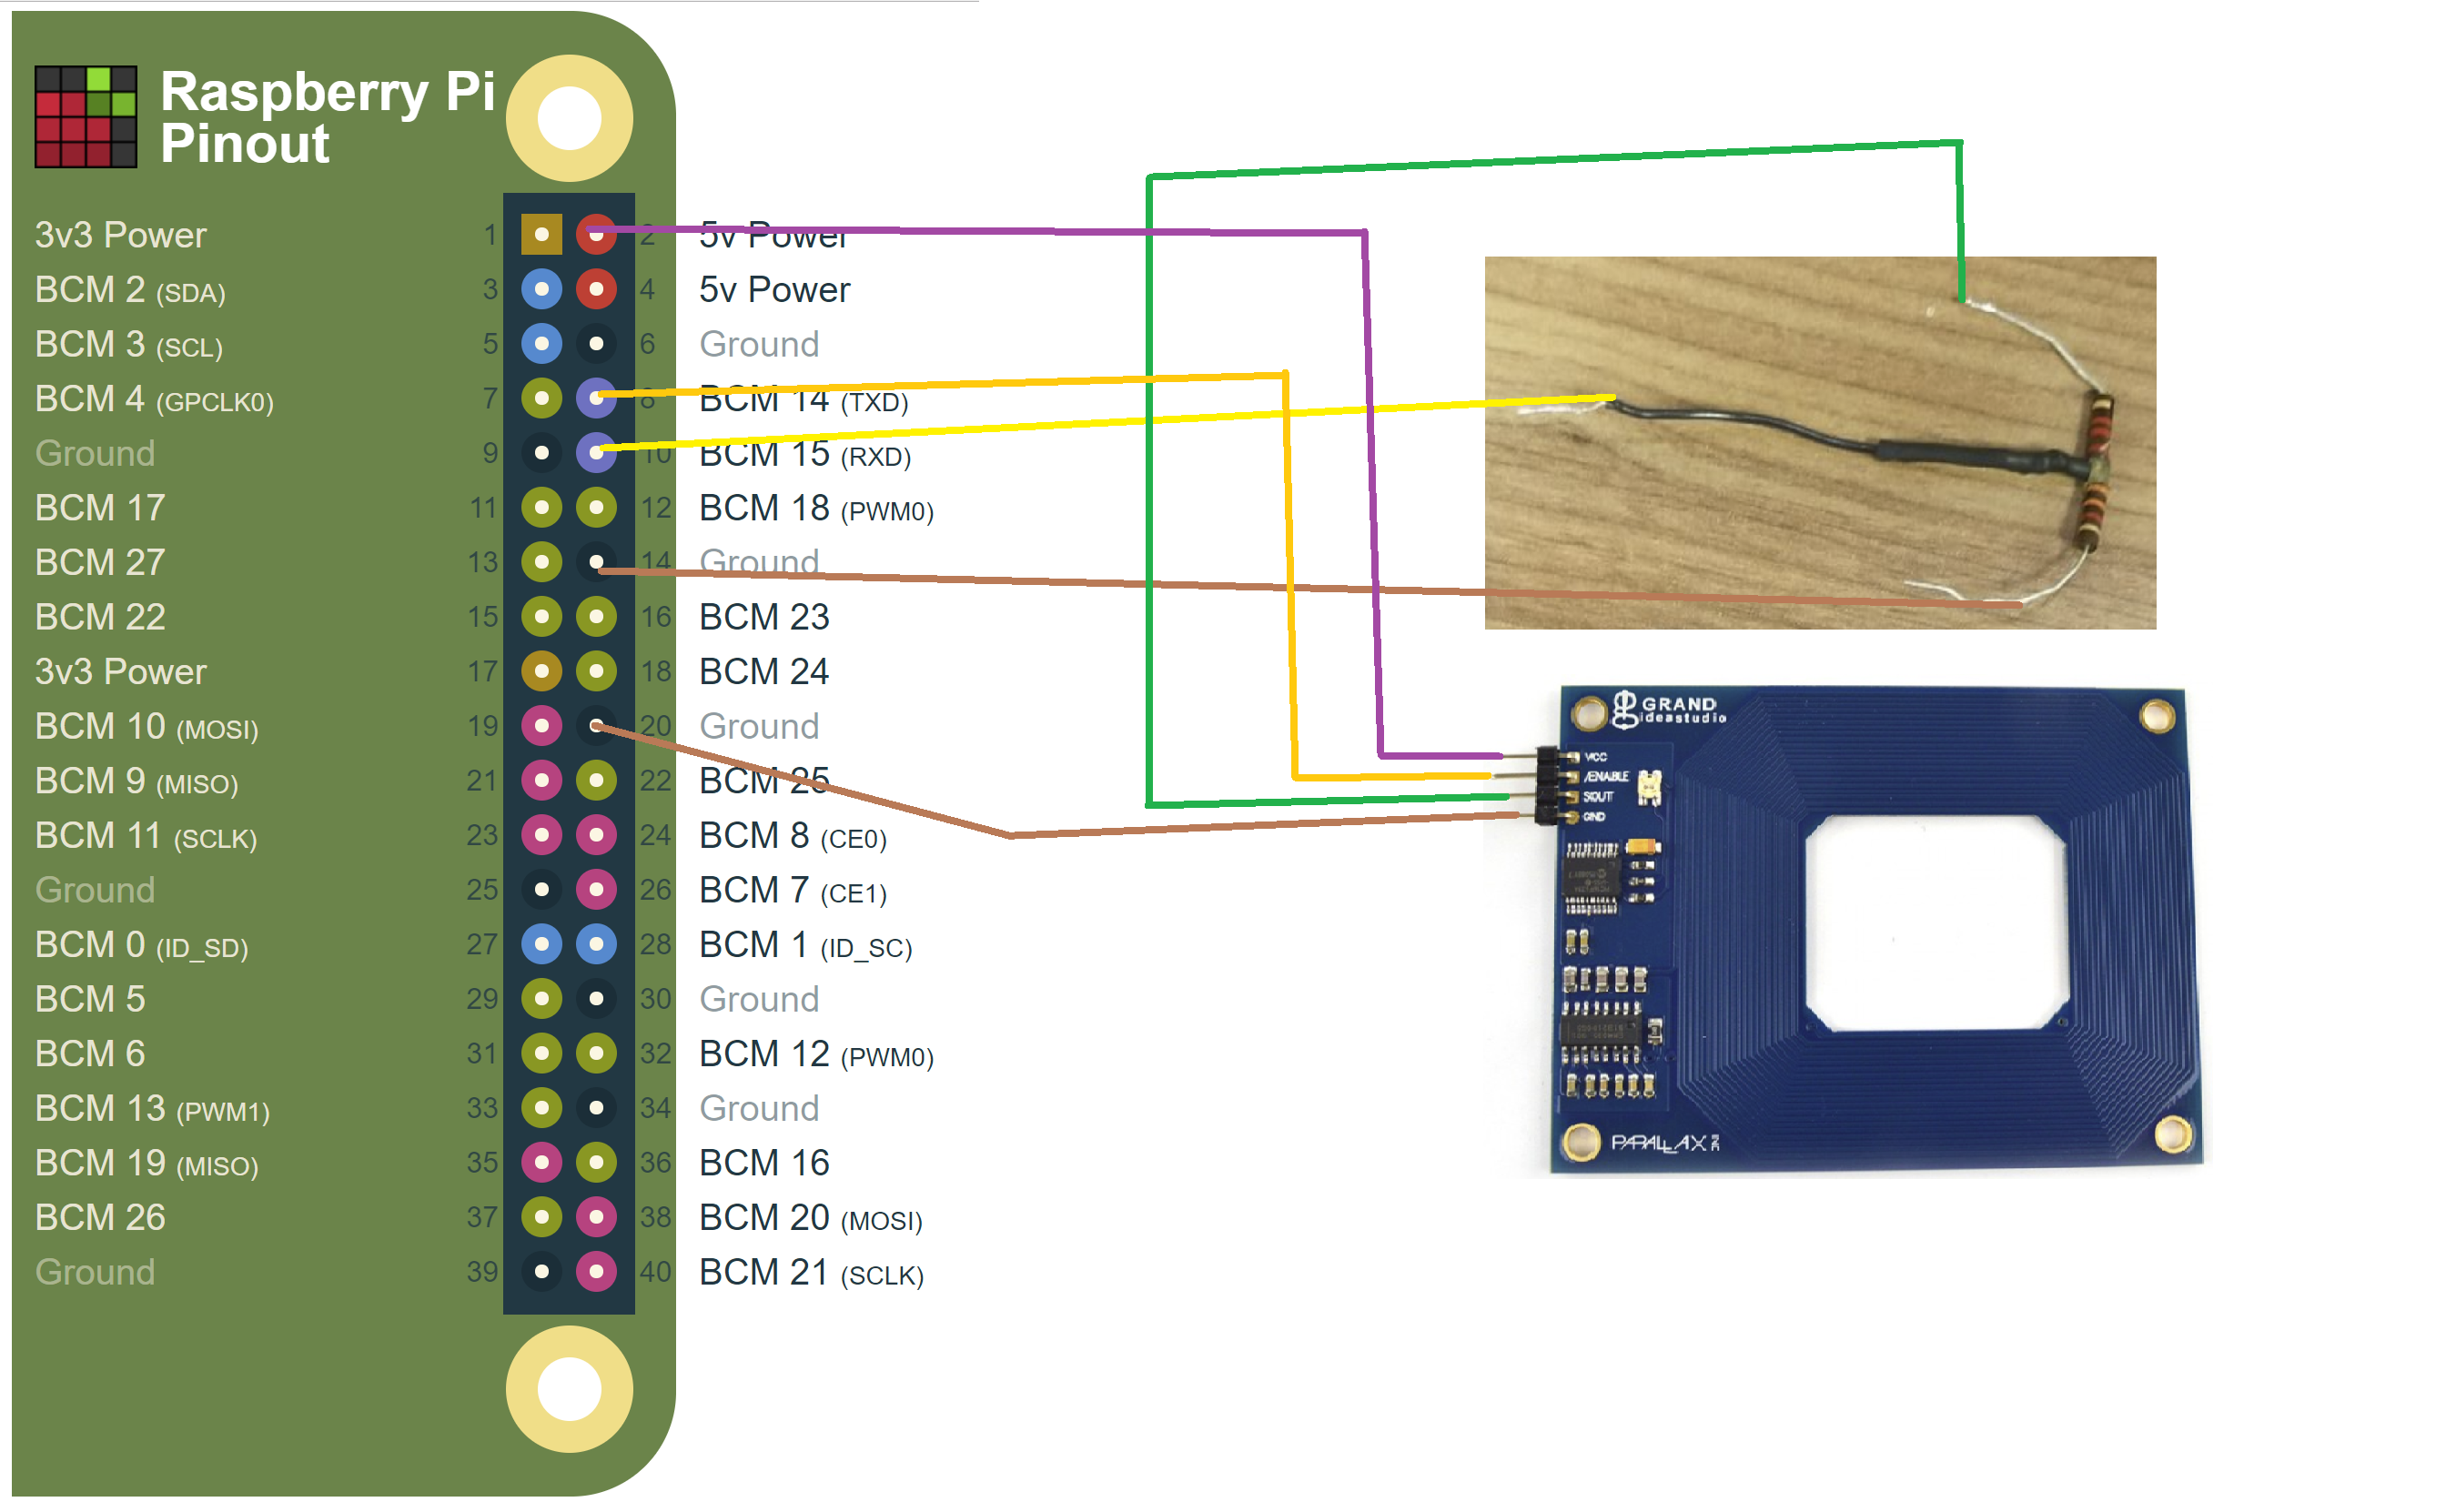 Raspberry Pi
Pinout
3v3 Power 1 2 5v Power
BCM 2 (SDA) 3 4 5v Power
BCM 3 (SCL) 5 6 Ground
BCM 4 (GPCLK0) 7 8 BCM 14 (TXD)
Ground 9 10 BCM 15 (RXD)
BCM 17 11 12 BCM 18 (PWM0)
BCM 27 13 14 Ground
BCM 22 15 16 BCM 23
3v3 Power 17 18 BCM 24
BCM 10 (MOSI) 19 20 Ground
BCM 9 (MISO) 21 22 BCM 25
BCM 11 (SCLK) 23 24 BCM 8 (CE0)
Ground 25 26 BCM 7 (CE1)
BCM 0 (ID_SD) 27 28 BCM 1 (ID_SC)
BCM 5 29 30 Ground
BCM 6 31 32 BCM 12 (PWM0)
BCM 13 (PWM1) 33 34 Ground
BCM 19 (MISO) 35 36 BCM 16
BCM 26 37 38 BCM 20 (MOSI)
Ground 39 40 BCM 21 (SCLK)
GRAND
ideastudio
VCC
/ENABLE
SOUT
GND
PARALLAX